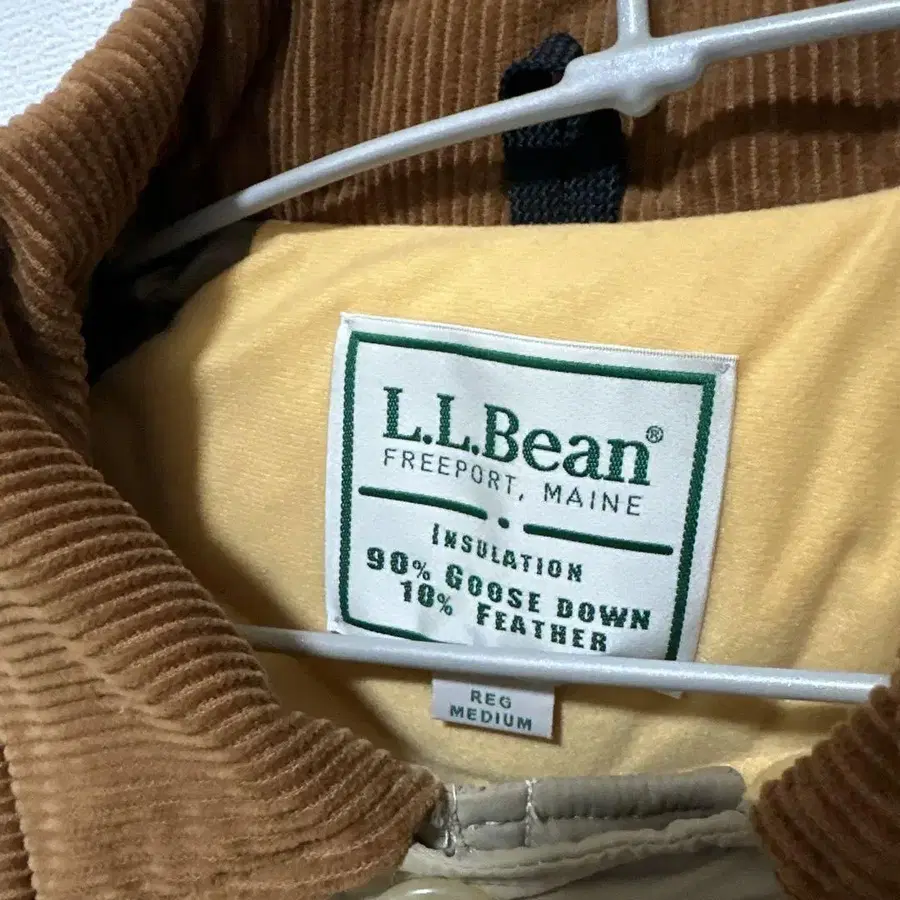 L.L.Bean®
FREEPORT, MAINE
INSULATION
90% GOOSE DOWN
10% FEATHER
REG
MEDIUM